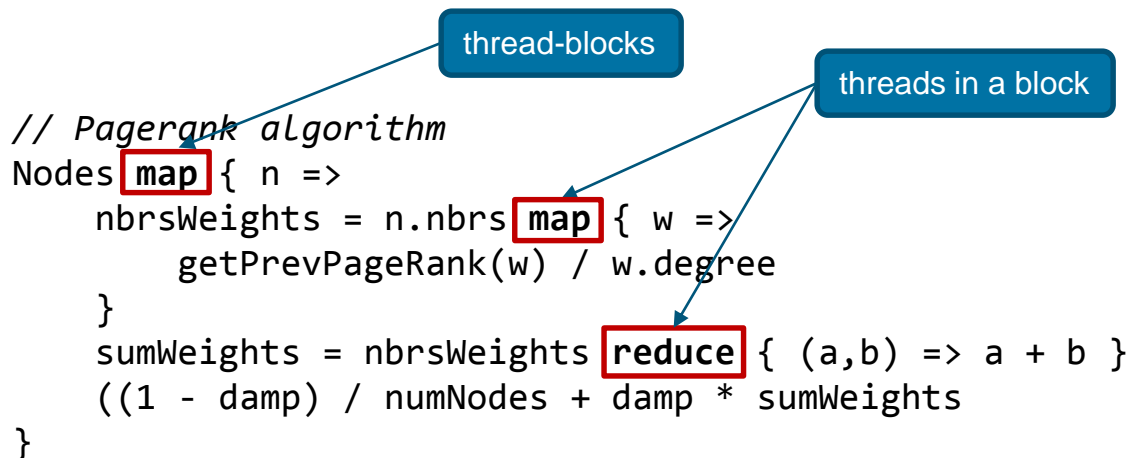 thread-blocks
threads in a block
// Pagerank algorithm
Nodes map { n =>
    nbrsWeights = n.nbrs map { w =>
        getPrevPageRank(w) / w.degree
    }
    sumWeights = nbrsWeights reduce { (a,b) => a + b }
    ((1 - damp) / numNodes + damp * sumWeights
}